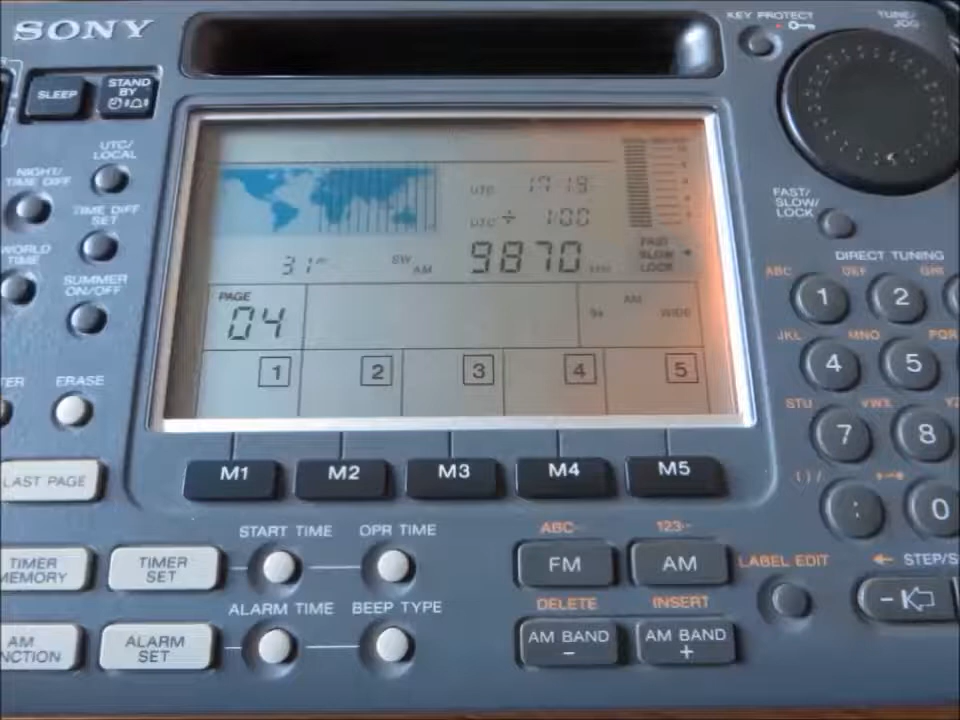 SONY
KEY PROTECT
TUNE/
JOG
SLEEP
STAND
BY
UTC/
LOCAL
NIGHT/
TIME DIFF
TIME DIFF
SET
WORLD
TIME
SUMMER
ON/OFF
UTC 17 19
UTC ÷ 1:00
31m SW
AM
9870 kHz
FAST
SLOW
LOCK
PAGE
04
AM
WIDE
1 2 3 4 5
FAST/
SLOW/
LOCK
DIRECT TUNING
ABC DEF GHI
1 2
JKL MNO PQR
4 5
STU VWX YZ
7 8
( ) /
: 0
ERASE
LAST PAGE
M1 M2 M3 M4 M5
TIMER
MEMORY
TIMER
SET
START TIME
OPR TIME
ALARM
SET
ALARM TIME
BEEP TYPE
ABC 123
FM AM
DELETE INSERT
AM BAND
−
AM BAND
+
LABEL EDIT
STEP/S
−